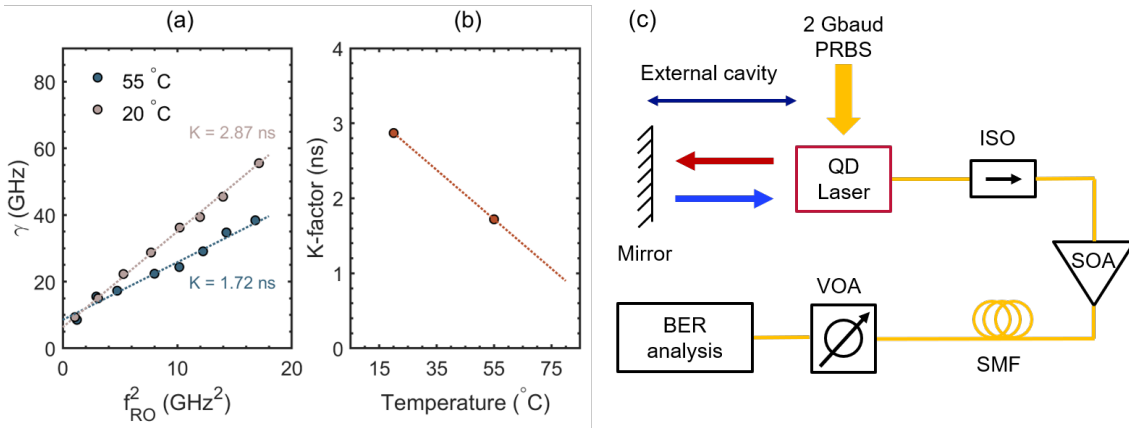 (a)
80
60
40
20
0
γ (GHz)
55 °C
20 °C
K = 2.87 ns
K = 1.72 ns
0 10 20
f²RO (GHz²)
(b)
4
3
2
1
0
K-factor (ns)
15 35 55 75
Temperature (°C)
(c)
2 Gbaud
PRBS
External cavity
Mirror
QD
Laser
ISO
SOA
SMF
VOA
BER
analysis